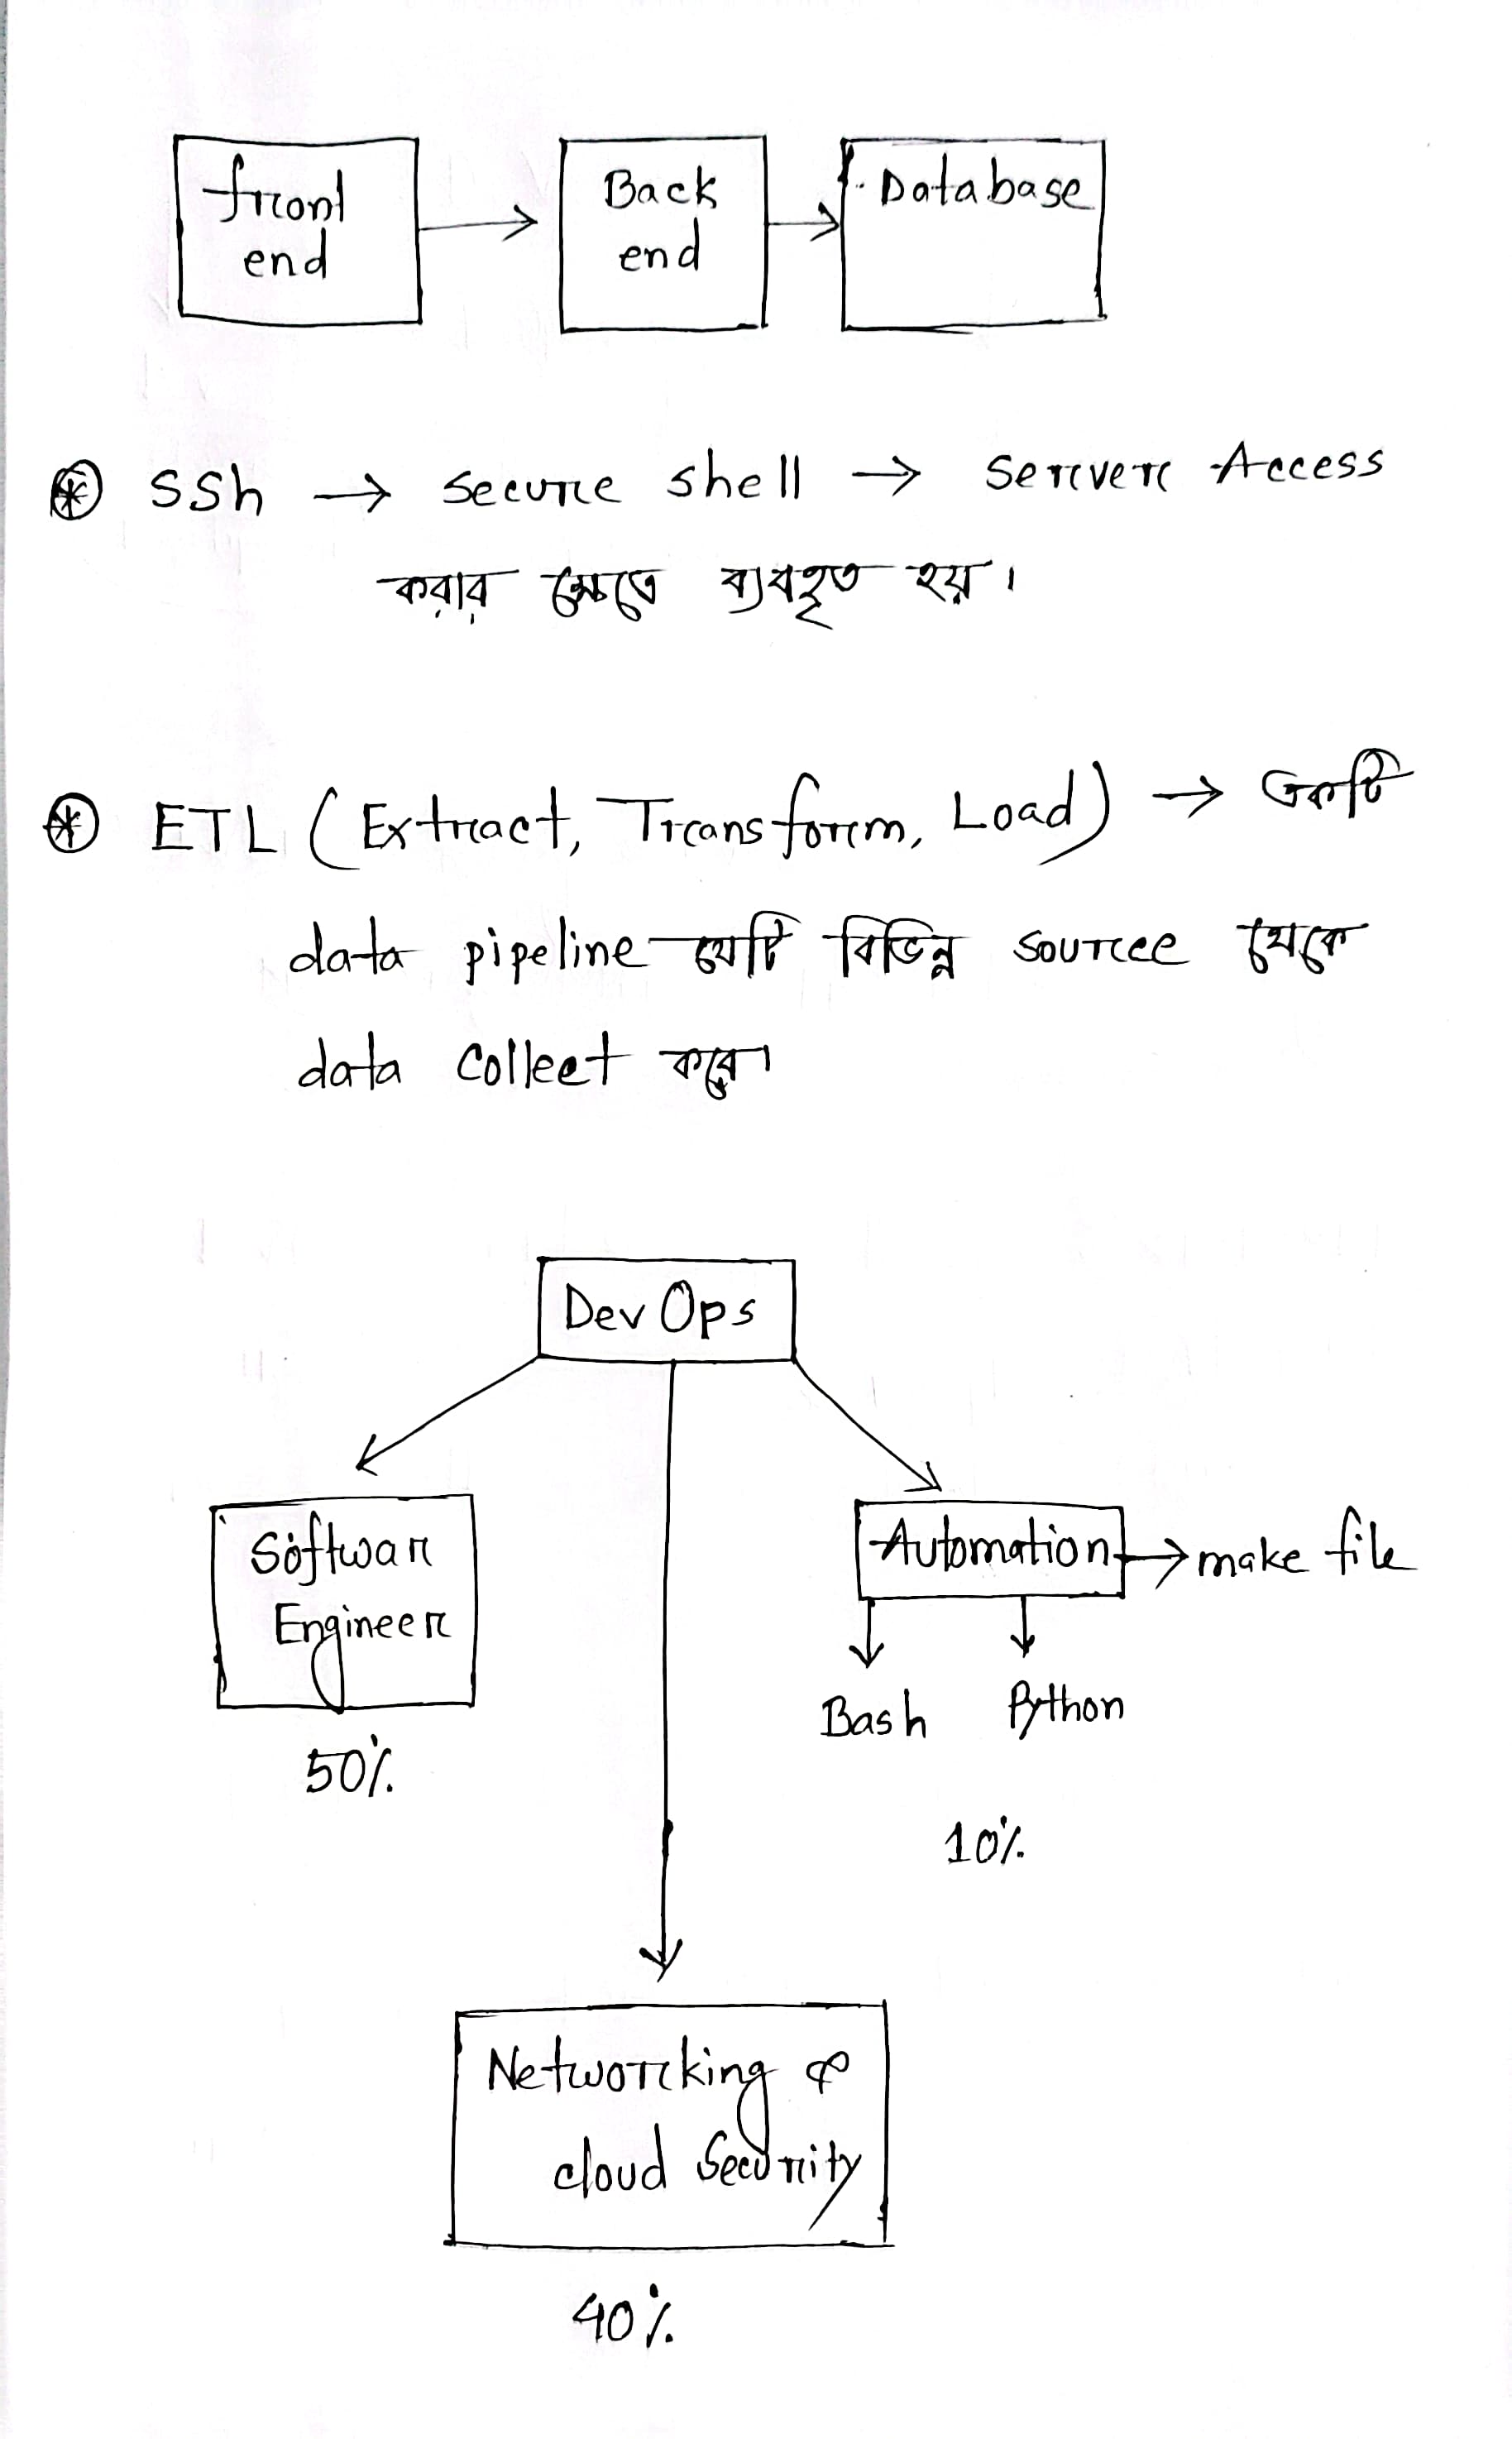 front
end
Back
end
Database
SSh → secure shell → Server Access
করার ক্ষেত্রে ব্যবহৃত হয়।
ETL (Extract, Transform, Load) → একটি
data pipeline যেটি বিভিন্ন source থেকে
data collect করে।
Dev Ops
Softwar
Engineer
50%
Automation → make file
Bash Python
10%
Networking &
cloud Security
40%